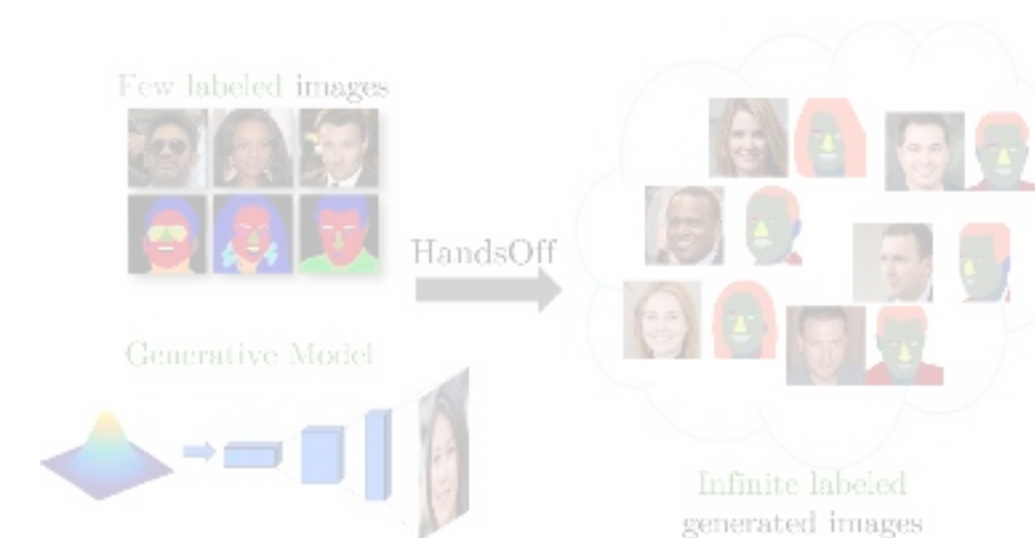 Few labeled images
HandsOff
Generative Model
Infinite labeled
generated images